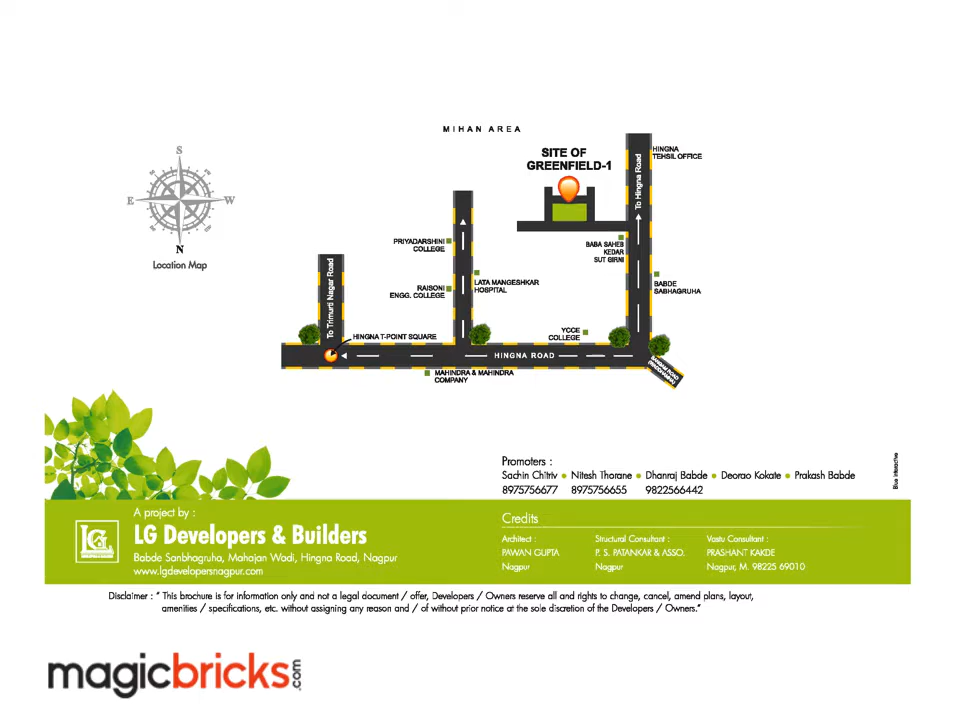 MIHAN AREA
SITE OF
GREENFIELD-1
HINGNA
TEHSIL OFFICE
To Hingna Road
S
E
W
N
Location Map
PRIYADARSHINI
COLLEGE
BABA SAHEB
KEDAR
SUT GIRNI
RAISONI
ENGG. COLLEGE
LATA MANGESHKAR
HOSPITAL
BABDE
SABHAGRUHA
To Trimurti Nagar Road
HINGNA T-POINT SQUARE
YCCE
COLLEGE
HINGNA ROAD
MAHINDRA & MAHINDRA
COMPANY
Promoters :
Sachin Chitriv • Nitesh Thorane • Dhanraj Babde • Deorao Kokate • Prakash Babde
8975756677 8975756655 9822566442
Blue interactive
A project by :
LG
LG Developers & Builders
Babde Sanbhagruha, Mahajan Wadi, Hingna Road, Nagpur
www.lgdevelopersnagpur.com
Credits
Architect :
PAWAN GUPTA
Nagpur
Structural Consultant :
P. S. PATANKAR & ASSO.
Nagpur
Vastu Consultant :
PRASHANT KAKDE
Nagpur, M. 98225 69010
Disclaimer : “ This brochure is for information only and not a legal document / offer, Developers / Owners reserve all and rights to change, cancel, amend plans, layout,
amenities / specifications, etc. without assigning any reason and / of without prior notice at the sole discretion of the Developers / Owners.”
magicbricks.com